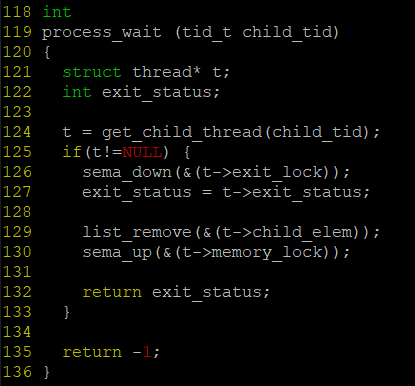 118 int
119 process_wait (tid_t child_tid)
120 {
121   struct thread* t;
122   int exit_status;
123
124   t = get_child_thread(child_tid);
125   if(t!=NULL) {
126     sema_down(&(t->exit_lock));
127     exit_status = t->exit_status;
128
129     list_remove(&(t->child_elem));
130     sema_up(&(t->memory_lock));
131
132     return exit_status;
133   }
134
135   return -1;
136 }